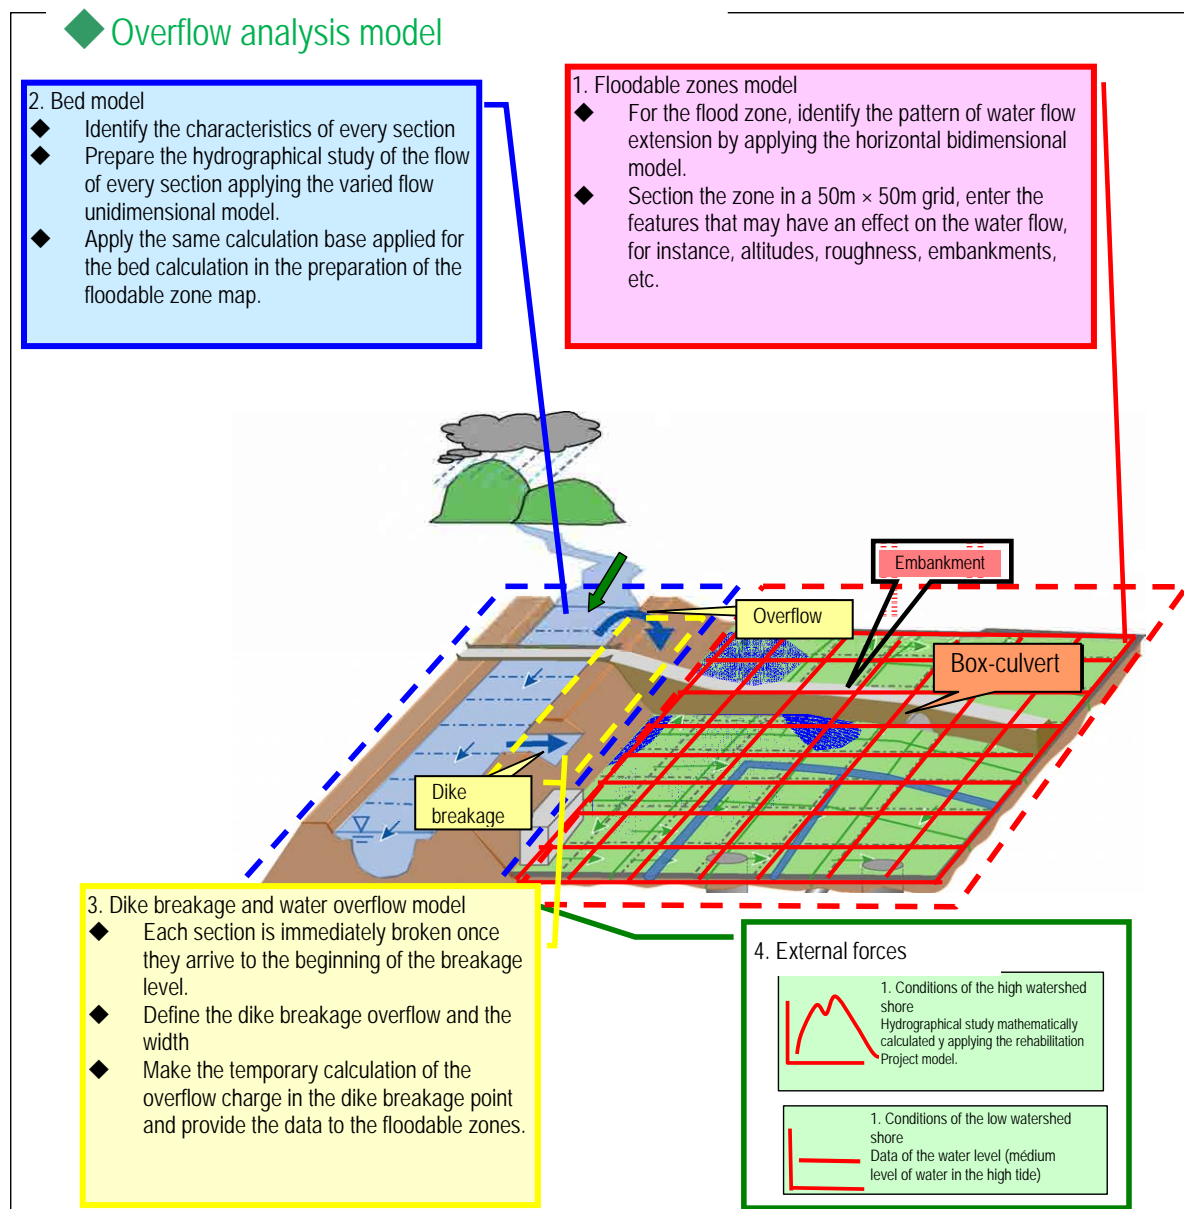 Overflow analysis model
2. Bed model
◆ Identify the characteristics of every section
◆ Prepare the hydrographical study of the flow
of every section applying the varied flow
unidimensional model.
◆ Apply the same calculation base applied for
the bed calculation in the preparation of the
floodable zone map.
1. Floodable zones model
◆ For the flood zone, identify the pattern of water flow
extension by applying the horizontal bidimensional
model.
◆ Section the zone in a 50m × 50m grid, enter the
features that may have an effect on the water flow,
for instance, altitudes, roughness, embankments,
etc.
Embankment
Overflow
Box-culvert
Dike
breakage
3. Dike breakage and water overflow model
◆ Each section is immediately broken once
they arrive to the beginning of the breakage
level.
◆ Define the dike breakage overflow and the
width
◆ Make the temporary calculation of the
overflow charge in the dike breakage point
and provide the data to the floodable zones.
4. External forces
1. Conditions of the high watershed
shore
Hydrographical study mathematically
calculated y applying the rehabilitation
Project model.
1. Conditions of the low watershed
shore
Data of the water level (médium
level of water in the high tide)